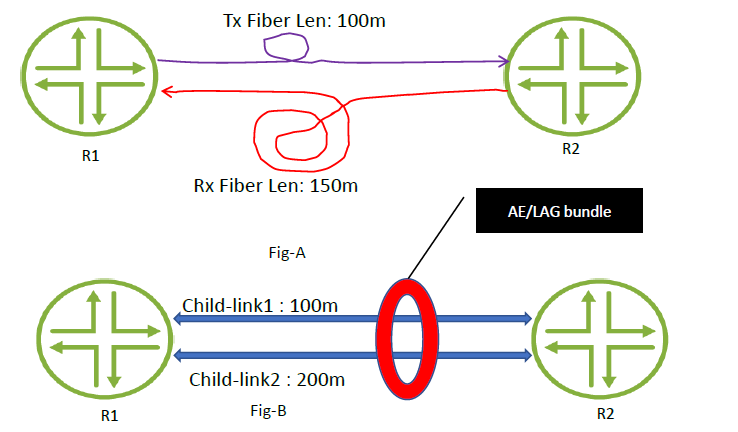 Tx Fiber Len: 100m
R1
R2
Rx Fiber Len: 150m
AE/LAG bundle
Fig-A
Child-link1 : 100m
Child-link2 : 200m
R1
Fig-B
R2